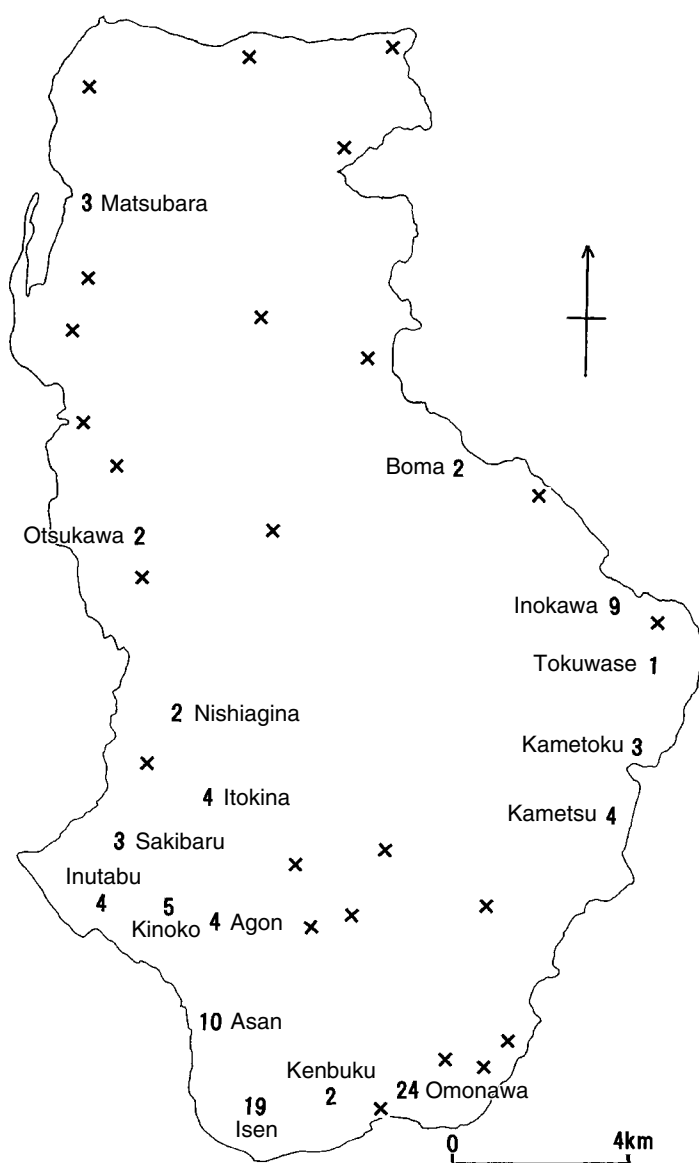 3 Matsubara
Boma 2
Otsukawa 2
Inokawa 9
Tokuwase 1
2 Nishiagina
Kametoku 3
4 Itokina
Kametsu 4
3 Sakibaru
Inutabu
4
5
Kinoko
4 Agon
10 Asan
Kenbuku
2
24 Omonawa
19
Isen
0 4km